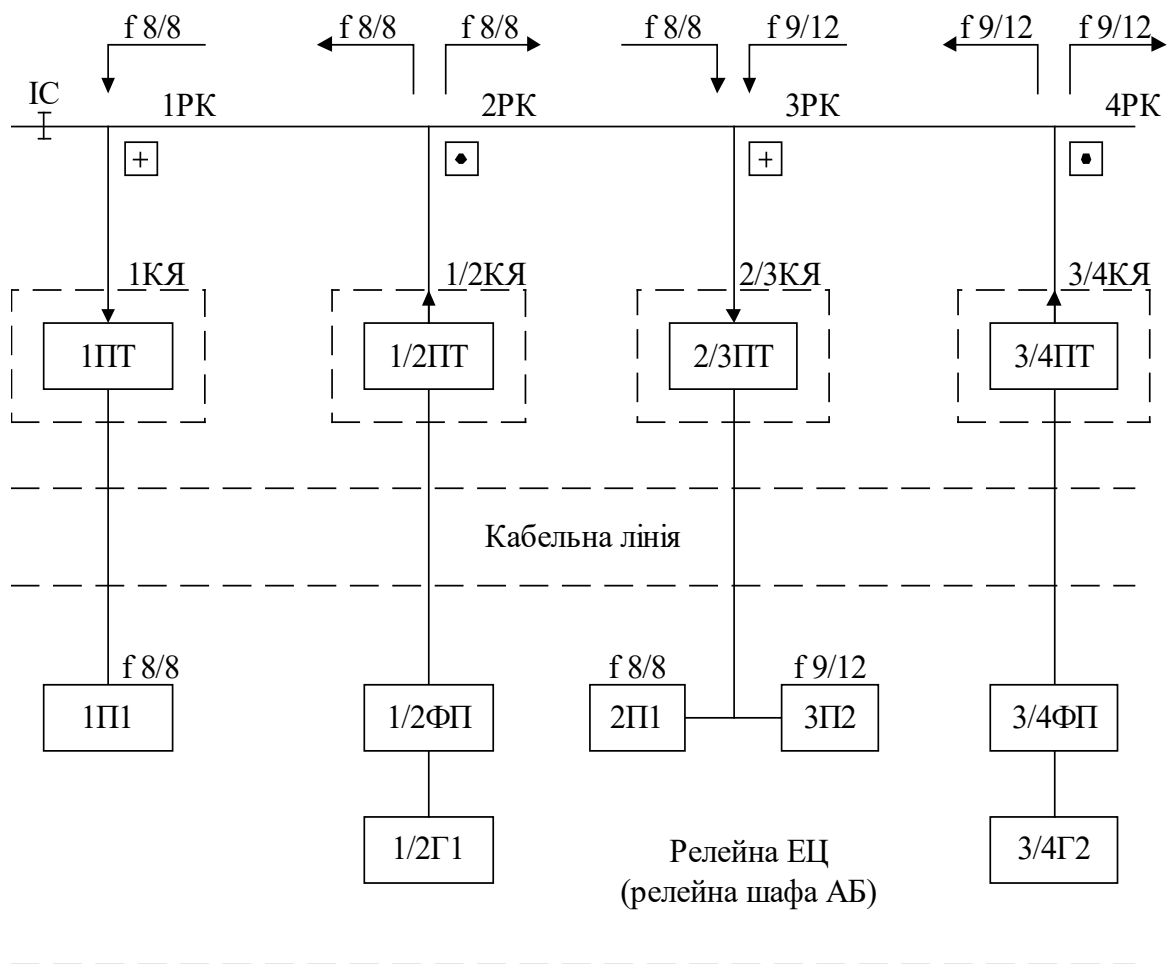 f 8/8 f 8/8 f 8/8 f 8/8 f 9/12 f 9/12 f 9/12
ІС 1РК 2РК 3РК 4РК
+ +
1КЯ 1/2КЯ 2/3КЯ 3/4КЯ
1ПТ 1/2ПТ 2/3ПТ 3/4ПТ
Кабельна лінія
f 8/8 f 8/8 f 9/12
1П1 1/2ФП 2П1 3П2 3/4ФП
1/2Г1 3/4Г2
Релейна ЕЦ
(релейна шафа АБ)